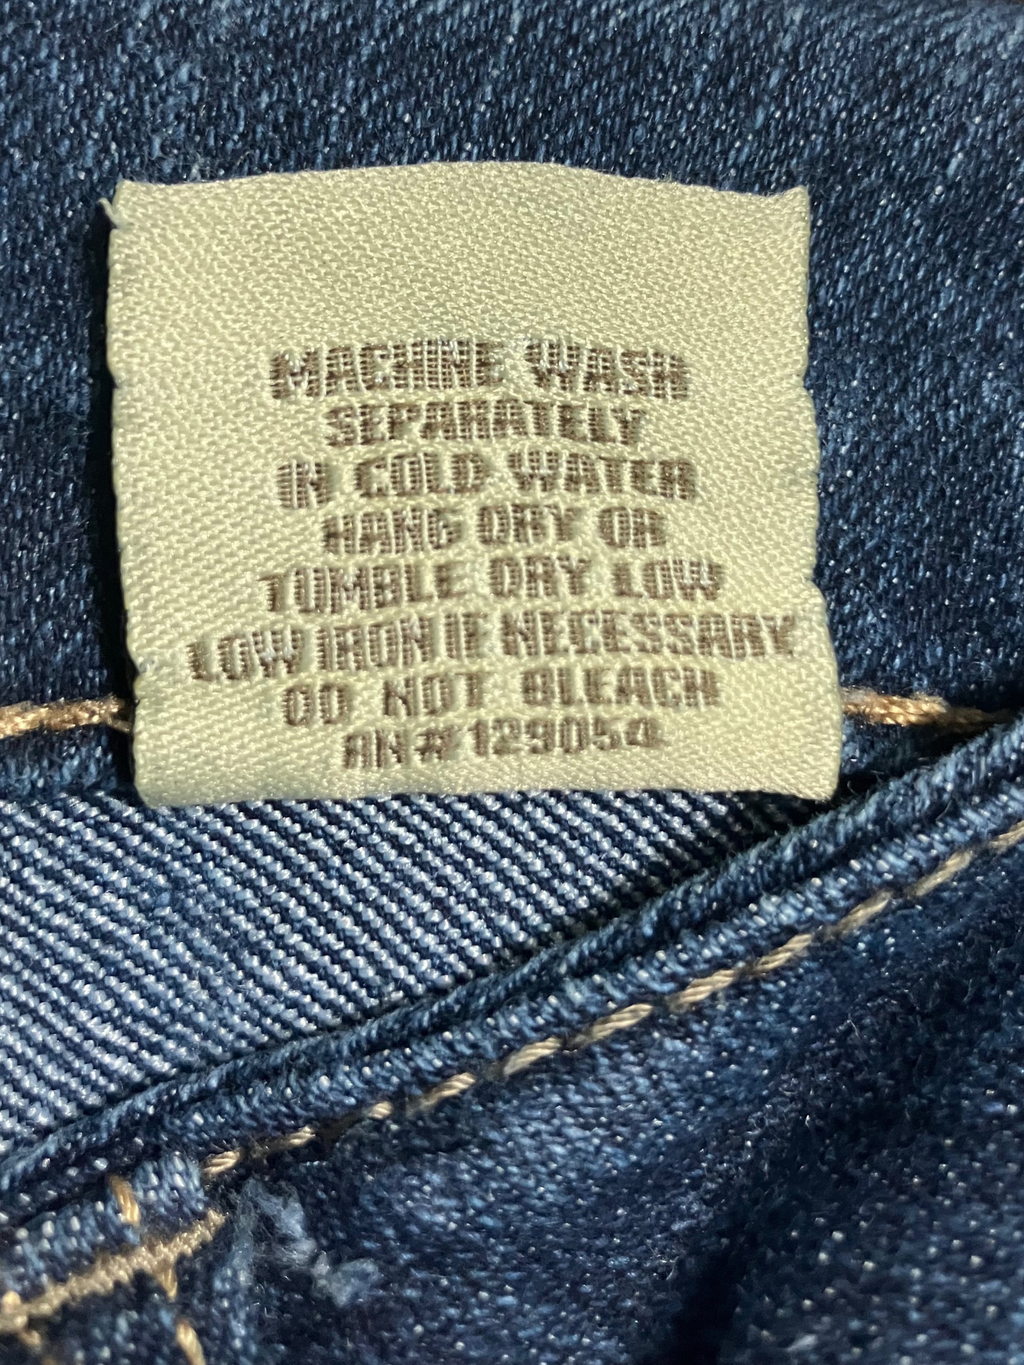 MACHINE WASH
SEPARATELY
IN COLD WATER
HANG DRY OR
TUMBLE DRY LOW
LOW IRON IF NECESSARY
DO NOT BLEACH
RN#129054